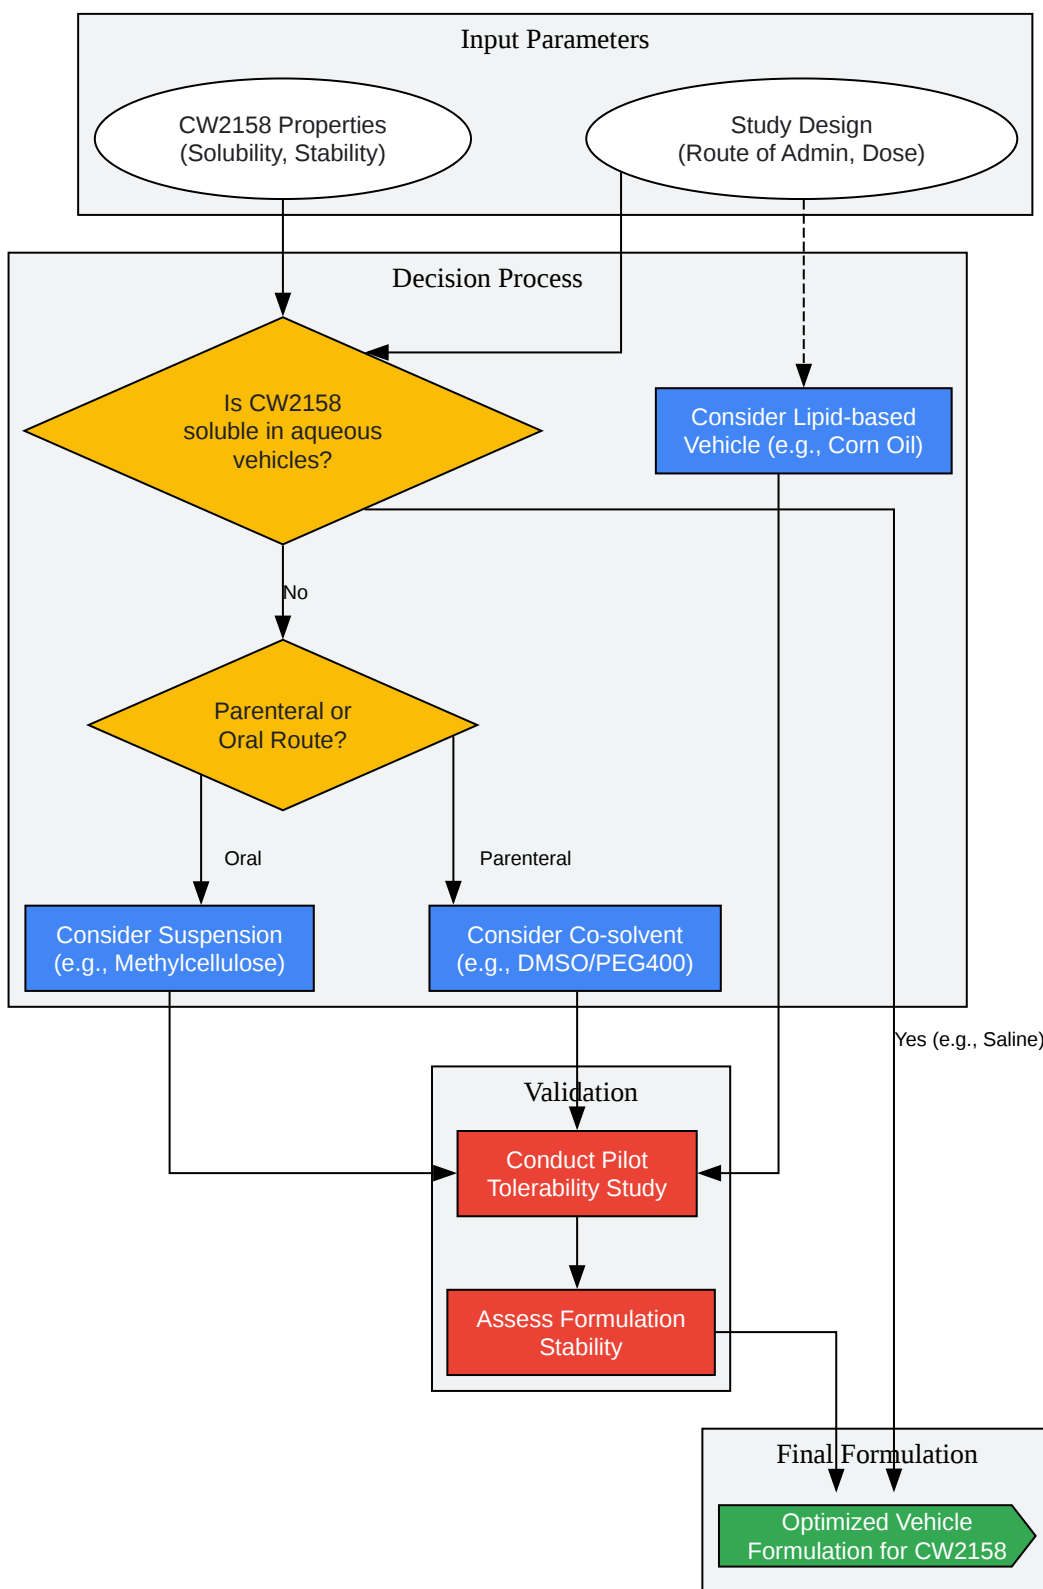 Input Parameters
CW2158 Properties
(Solubility, Stability)
Study Design
(Route of Admin, Dose)
Decision Process
Is CW2158
soluble in aqueous
vehicles?
Consider Lipid-based
Vehicle (e.g., Corn Oil)
No
Parenteral or
Oral Route?
Oral
Parenteral
Consider Suspension
(e.g., Methylcellulose)
Consider Co-solvent
(e.g., DMSO/PEG400)
Yes (e.g., Saline)
Validation
Conduct Pilot
Tolerability Study
Assess Formulation
Stability
Final Formulation
Optimized Vehicle
Formulation for CW2158